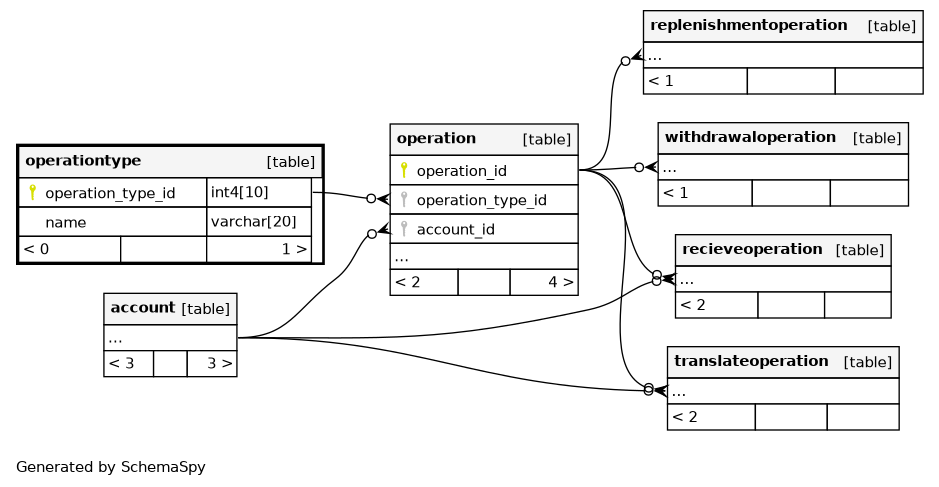 replenishmentoperation [table]
...
< 1
operation [table]
operation_id
operation_type_id
account_id
...
< 2 4 >
withdrawaloperation [table]
...
< 1
operationtype [table]
operation_type_id int4[10]
name varchar[20]
< 0 1 >
recieveoperation [table]
...
< 2
account [table]
...
< 3 3 >
translateoperation [table]
...
< 2
Generated by SchemaSpy